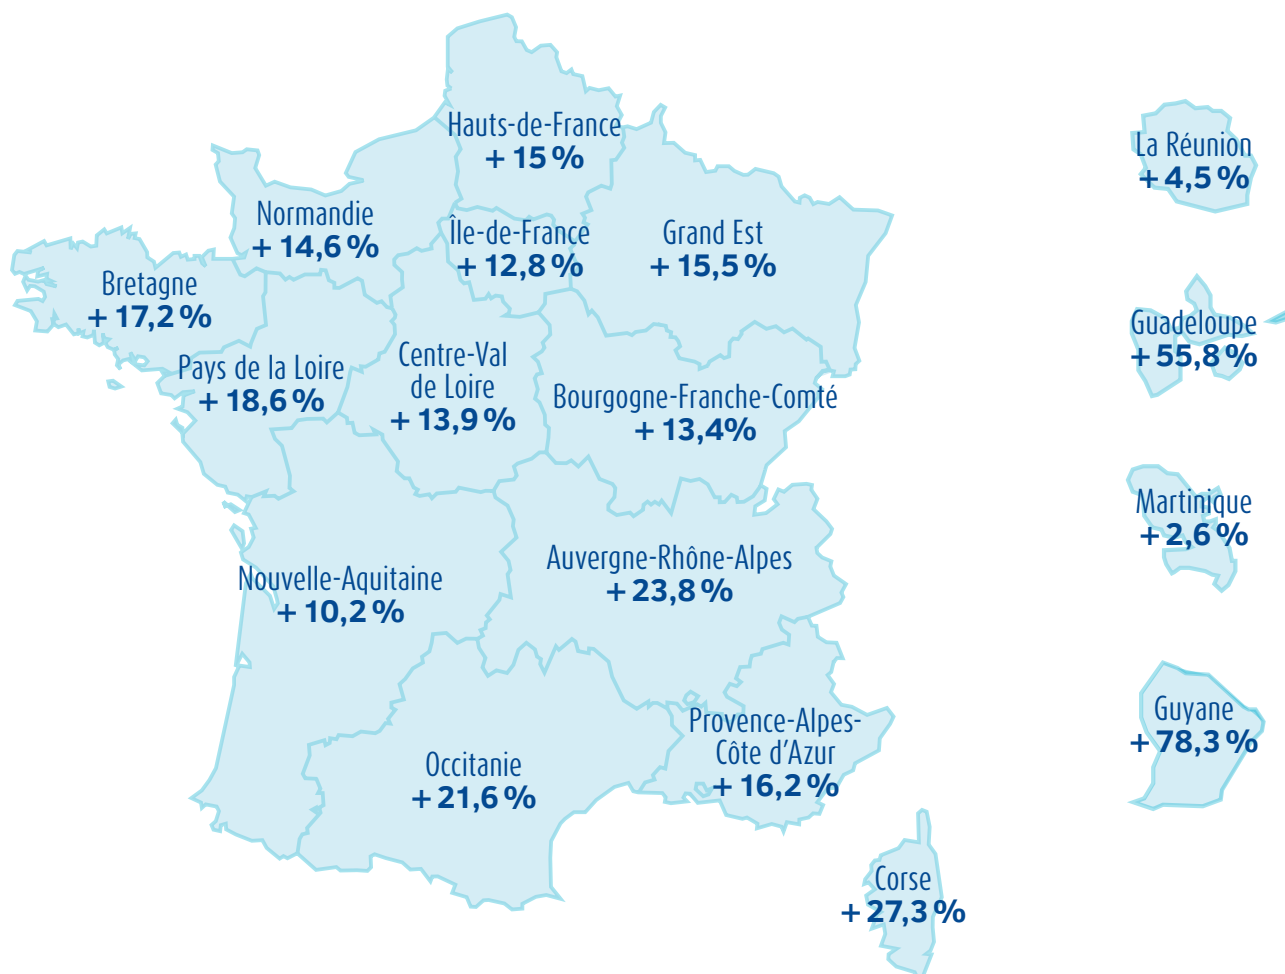 Hauts-de-France
+ 15 %
Normandie
+ 14,6 %
Île-de-France
+ 12,8 %
Grand Est
+ 15,5 %
Bretagne
+ 17,2 %
Pays de la Loire
+ 18,6 %
Centre-Val
de Loire
+ 13,9 %
Bourgogne-Franche-Comté
+ 13,4%
Nouvelle-Aquitaine
+ 10,2 %
Auvergne-Rhône-Alpes
+ 23,8 %
Occitanie
+ 21,6 %
Provence-Alpes-
Côte d’Azur
+ 16,2 %
Corse
+ 27,3 %
La Réunion
+ 4,5 %
Guadeloupe
+ 55,8 %
Martinique
+ 2,6 %
Guyane
+ 78,3 %